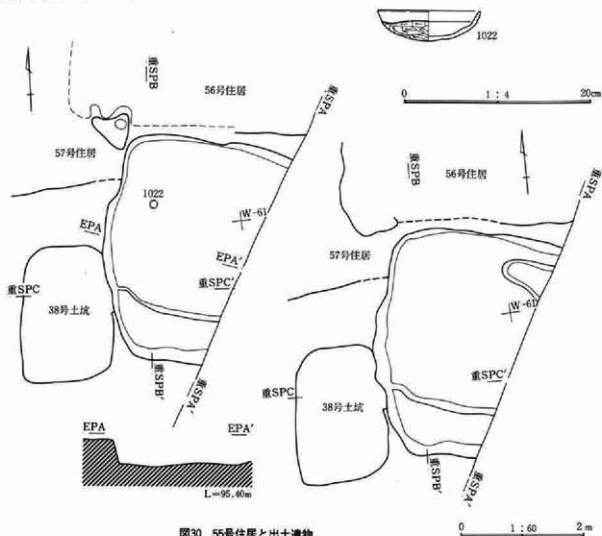 1022
0 1:4 20cm
重SPB
56号住居
重SPA
57号住居
1022
W-61
EPA
EPA'
重SPC'
重SPC
38号土坑
重SPB'
重SPA'
EPA EPA'
L=95.40m
重SPA
重SPB
56号住居
57号住居
W-61
重SPC'
重SPC
38号土坑
重SPB'
重SPA'
0 1:60 2m
図30 55号住居と出土遺物